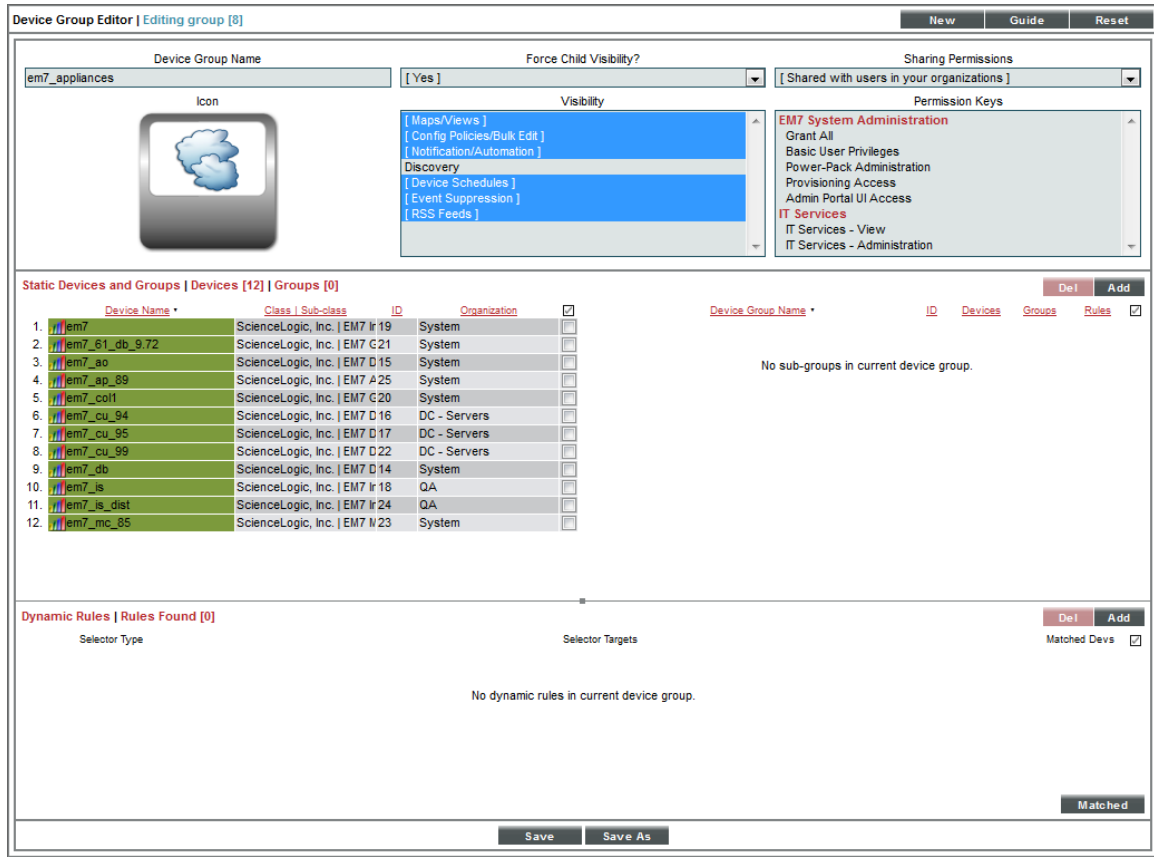 Device Group Editor | Editing group [8]
New
Guide
Reset
Device Group Name
Force Child Visibility?
Sharing Permissions
em7_appliances
[ Yes ]
[ Shared with users in your organizations ]
Icon
Visibility
Permission Keys
[ Maps/Views ]
[ Config Policies/Bulk Edit ]
[ Notification/Automation ]
Discovery
[ Device Schedules ]
[ Event Suppression ]
[ RSS Feeds ]
EM7 System Administration
Grant All
Basic User Privileges
Power-Pack Administration
Provisioning Access
Admin Portal UI Access
IT Services
IT Services - View
IT Services - Administration
Static Devices and Groups | Devices [12] | Groups [0]
Del
Add
Device Name Class | Sub-class ID Organization
1. em7 ScienceLogic, Inc. | EM7 19 System
2. em7_61_db_9.72 ScienceLogic, Inc. | EM7 21 System
3. em7_ao ScienceLogic, Inc. | EM7 D 15 System
4. em7_ap_89 ScienceLogic, Inc. | EM7 A 25 System
5. em7_col1 ScienceLogic, Inc. | EM7 20 System
6. em7_cu_94 ScienceLogic, Inc. | EM7 D 16 DC - Servers
7. em7_cu_95 ScienceLogic, Inc. | EM7 D 17 DC - Servers
8. em7_cu_99 ScienceLogic, Inc. | EM7 D 22 DC - Servers
9. em7_db ScienceLogic, Inc. | EM7 D 14 System
10. em7_is ScienceLogic, Inc. | EM7 18 QA
11. em7_is_dist ScienceLogic, Inc. | EM7 24 QA
12. em7_mc_85 ScienceLogic, Inc. | EM7 23 System
Device Group Name ID Devices Groups Rules
No sub-groups in current device group.
Dynamic Rules | Rules Found [0]
Del
Add
Selector Type
Selector Targets
Matched Devs
No dynamic rules in current device group.
Matched
Save
Save As